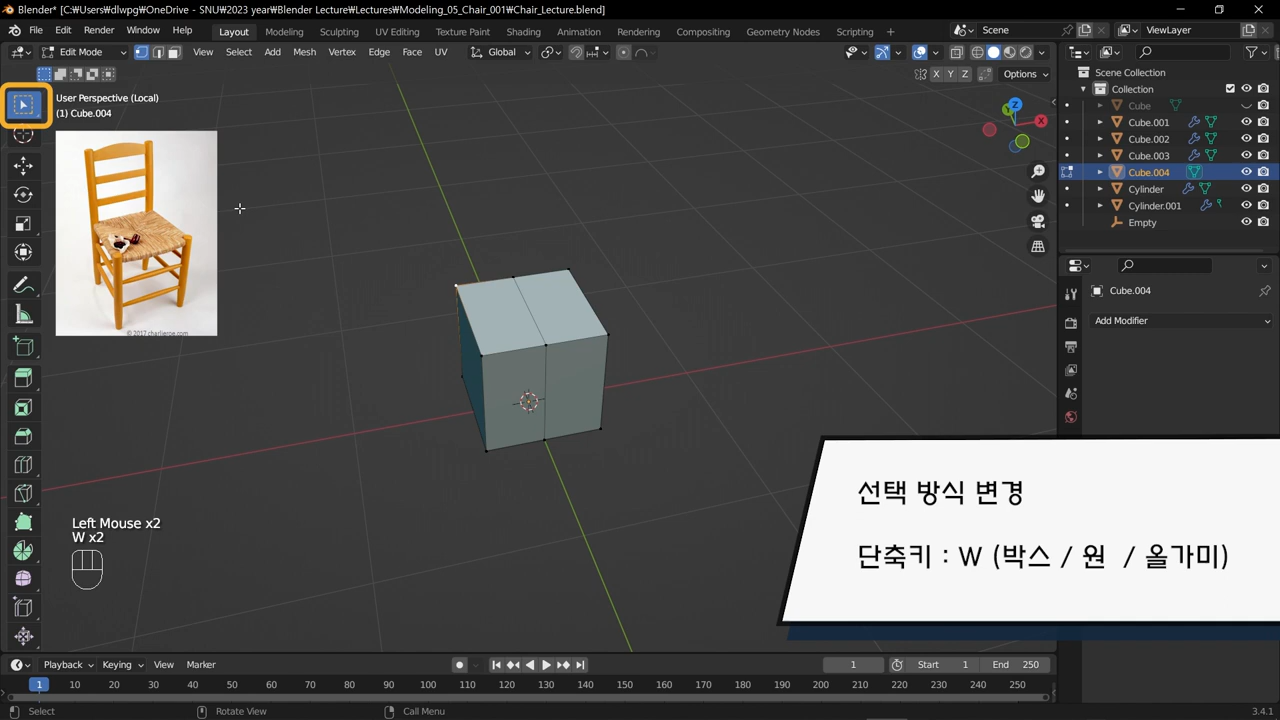 Blender* [C:₩Users₩dlwpg₩OneDrive - SNU₩2023 year₩Blender Lecture₩Lectures₩Modeling_05_Chair_001₩Chair_Lecture.blend]
File Edit Render Window Help Layout Modeling Sculpting UV Editing Texture Paint Shading Animation Rendering Compositing Geometry Nodes Scripting + Scene ViewLayer
Edit Mode View Select Add Mesh Vertex Edge Face UV Global
X Y Z Options
User Perspective (Local)
(1) Cube.004
Z
X
Y
© 2017 charliergie.com
Scene Collection
Collection
Cube
Cube.001
Cube.002
Cube.003
Cube.004
Cylinder
Cylinder.001
Empty
Cube.004
Add Modifier
선택 방식 변경
단축키 : W (박스 / 원 / 올가미)
Left Mouse x2
W x2
Playback Keying View Marker 1 Start 1 End 250
1 10 20 30 40 50 60 70 80 90 100 110 120 130 140 150 160 170 180 190 200 210 220 230 240 250
Select Rotate View Call Menu 3.4.1